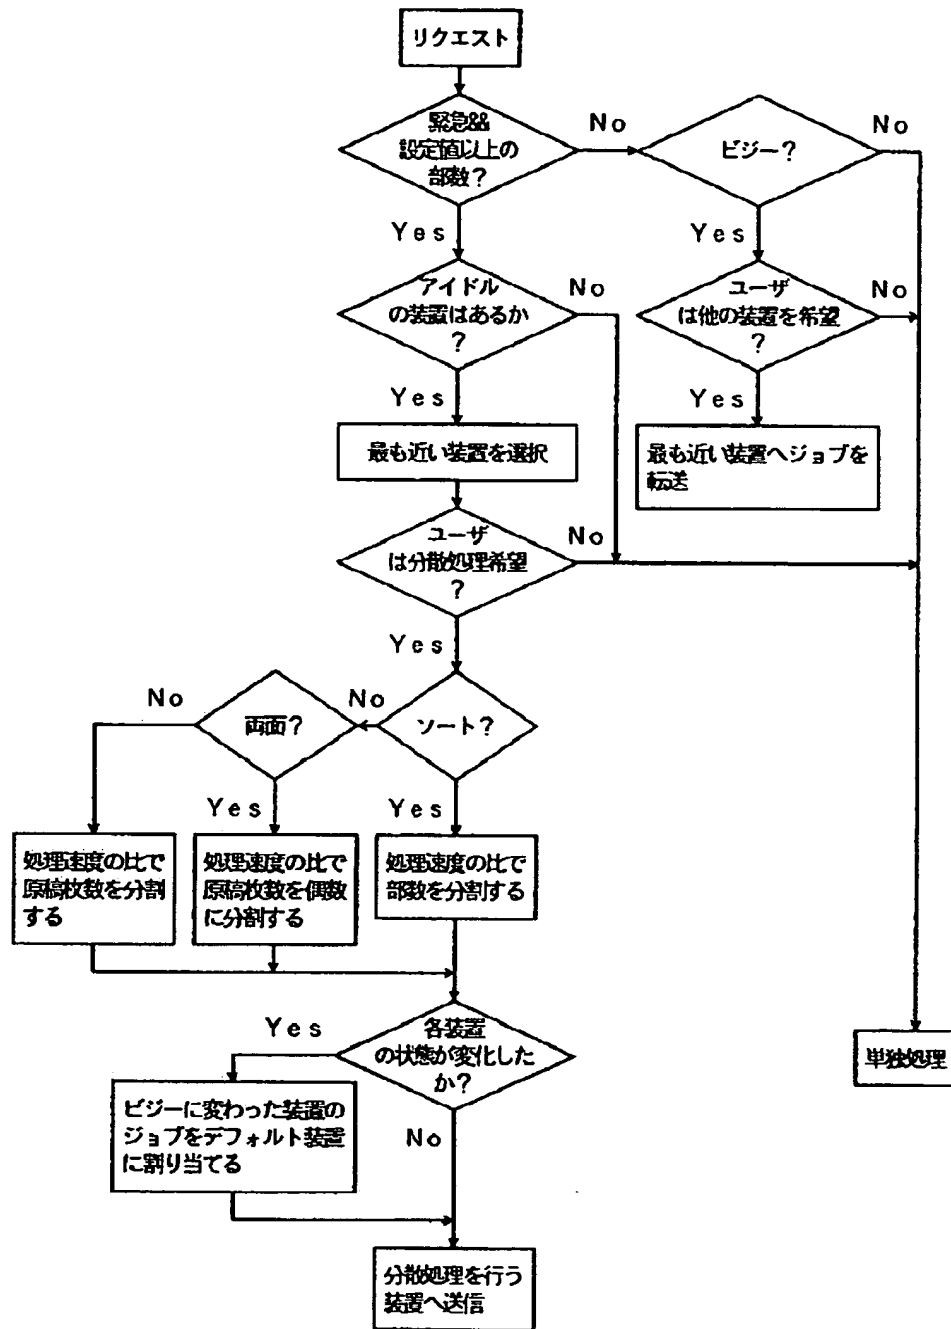 リクエスト
緊急&&
設定値以上の
部数?
No
ビジー?
No
Yes
Yes
アイドル
の装置はあるか
?
No
ユーザ
は他の装置を希望
?
No
Yes
Yes
最も近い装置を選択
最も近い装置へジョブを
転送
ユーザ
は分散処理希望
?
No
Yes
ソート?
No
両面?
No
Yes
Yes
処理速度の比で
原稿枚数を分割
する
処理速度の比で
原稿枚数を偶数
に分割する
処理速度の比で
部数を分割する
各装置
の状態が変化した
か?
Yes
No
単独処理
ビジーに変わった装置の
ジョブをデフォルト装置
に割り当てる
分散処理を行う
装置へ送信